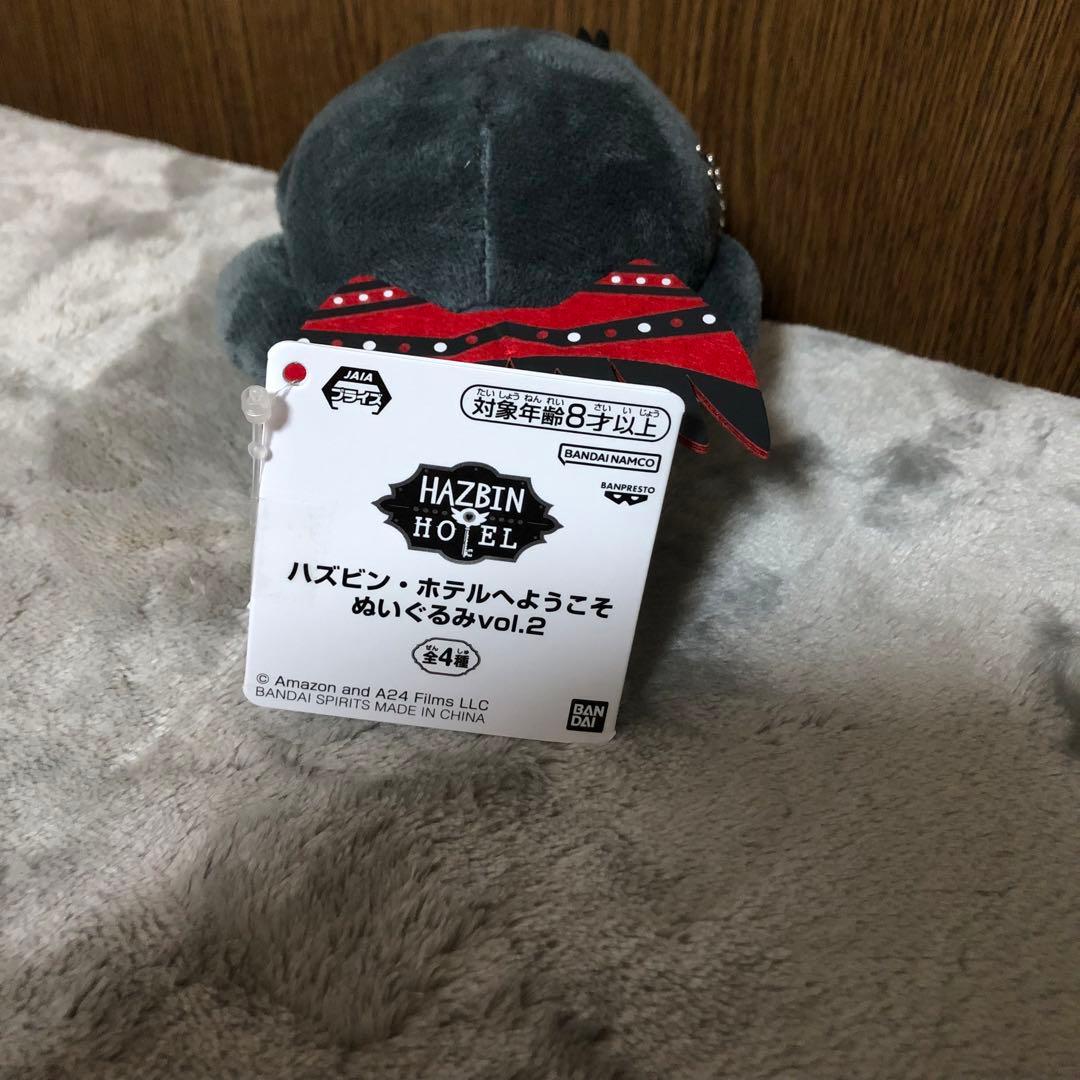 JAIA
プライズ
たいしょうねんれい さいいじょう
対象年齢8才以上
BANDAI NAMCO
BANPRESTO
HAZBIN
HOTEL
ハズビン・ホテルへようこそ
ぬいぐるみvol.2
ぜん しゅ
全4種
© Amazon and A24 Films LLC
BANDAI SPIRITS MADE IN CHINA
BAN
DAI